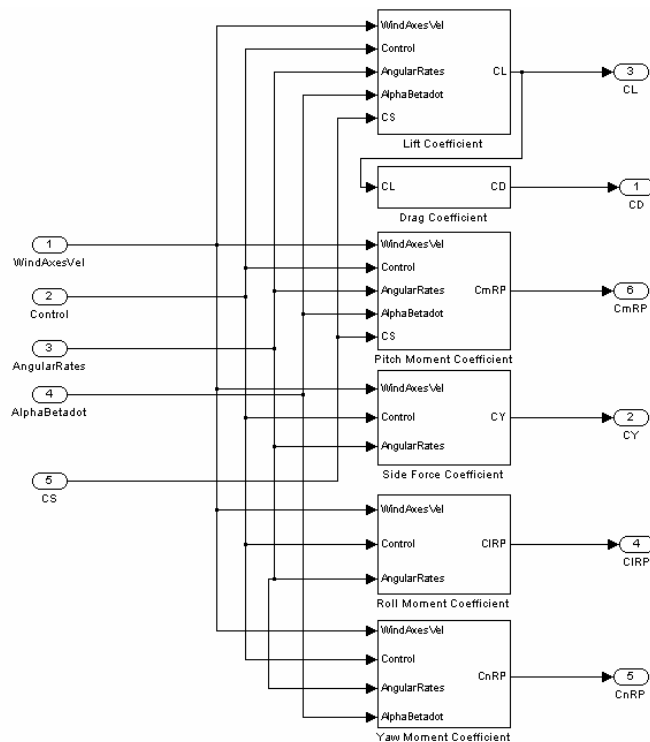 WindAxesVel
Control
AngularRates CL
AlphaBetadot
CS
Lift Coefficient
3
CL
CL CD
Drag Coefficient
1
CD
1
WindAxesVel
2
Control
3
AngularRates
4
AlphaBetadot
5
CS
WindAxesVel
Control
AngularRates CmRP
AlphaBetadot
CS
Pitch Moment Coefficient
6
CmRP
WindAxesVel
Control CY
AngularRates
Side Force Coefficient
2
CY
WindAxesVel
Control ClRP
AngularRates
Roll Moment Coefficient
4
ClRP
WindAxesVel
Control
CnRP
AngularRates
AlphaBetadot
Yaw Moment Coefficient
5
CnRP